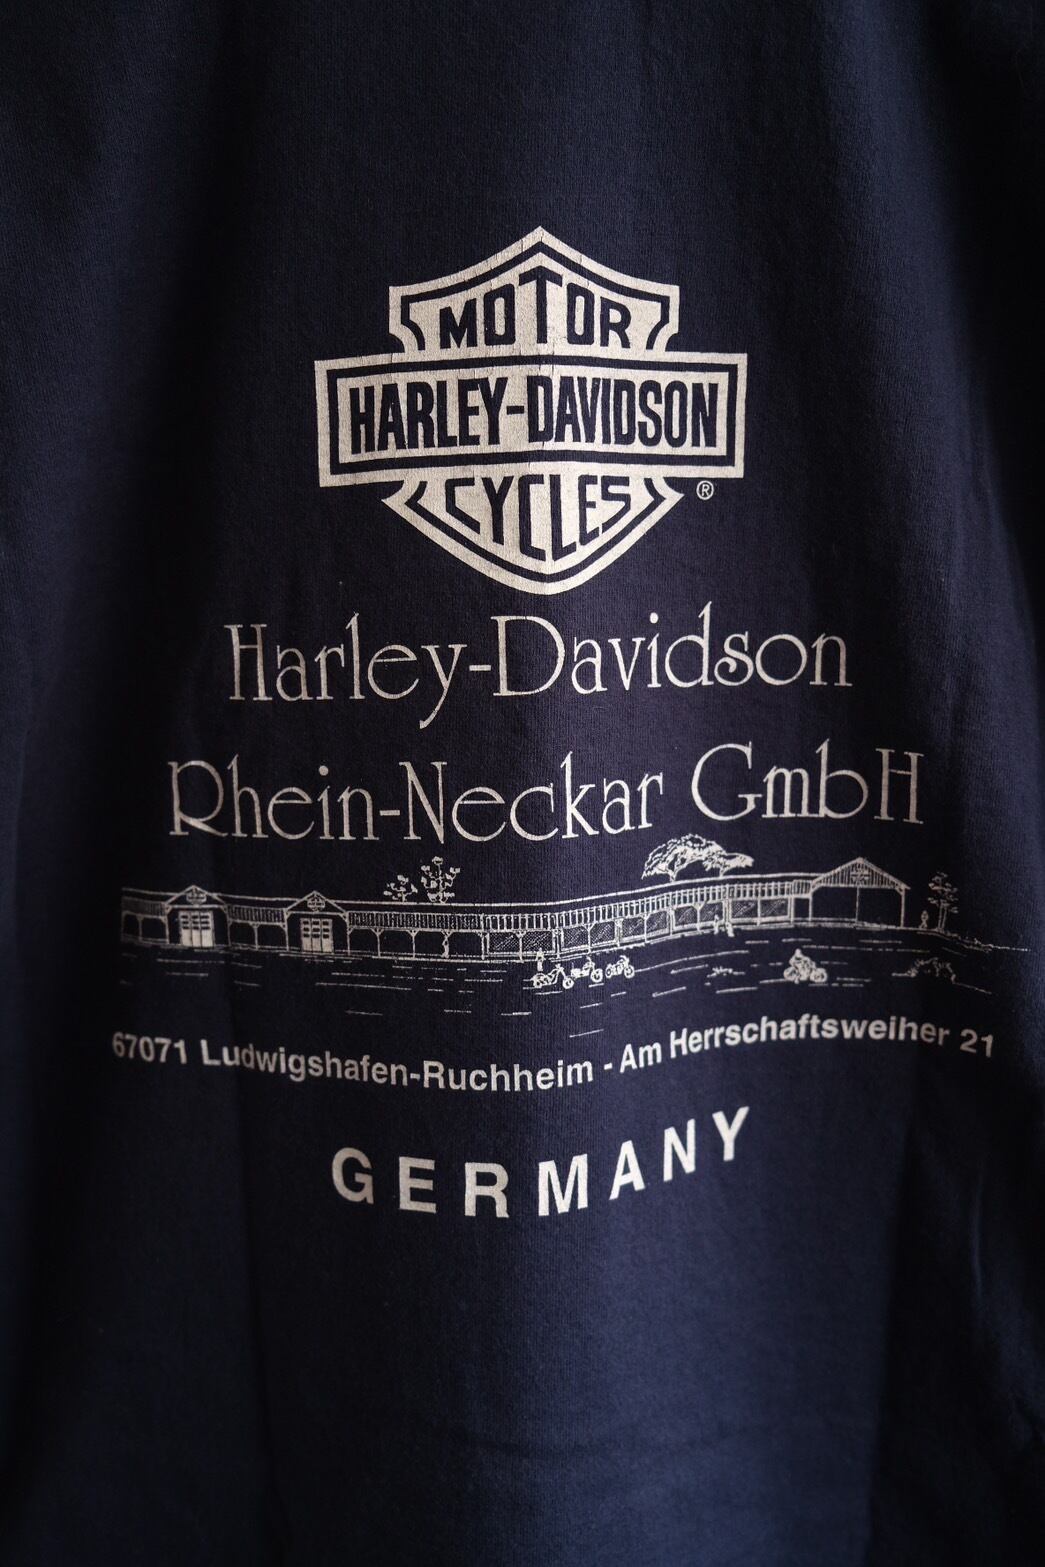 MOTOR
HARLEY-DAVIDSON
CYCLES
®
Harley-Davidson
Rhein-Neckar GmbH
67071 Ludwigshafen-Ruchheim - Am Herrschaftsweiher 21
GERMANY